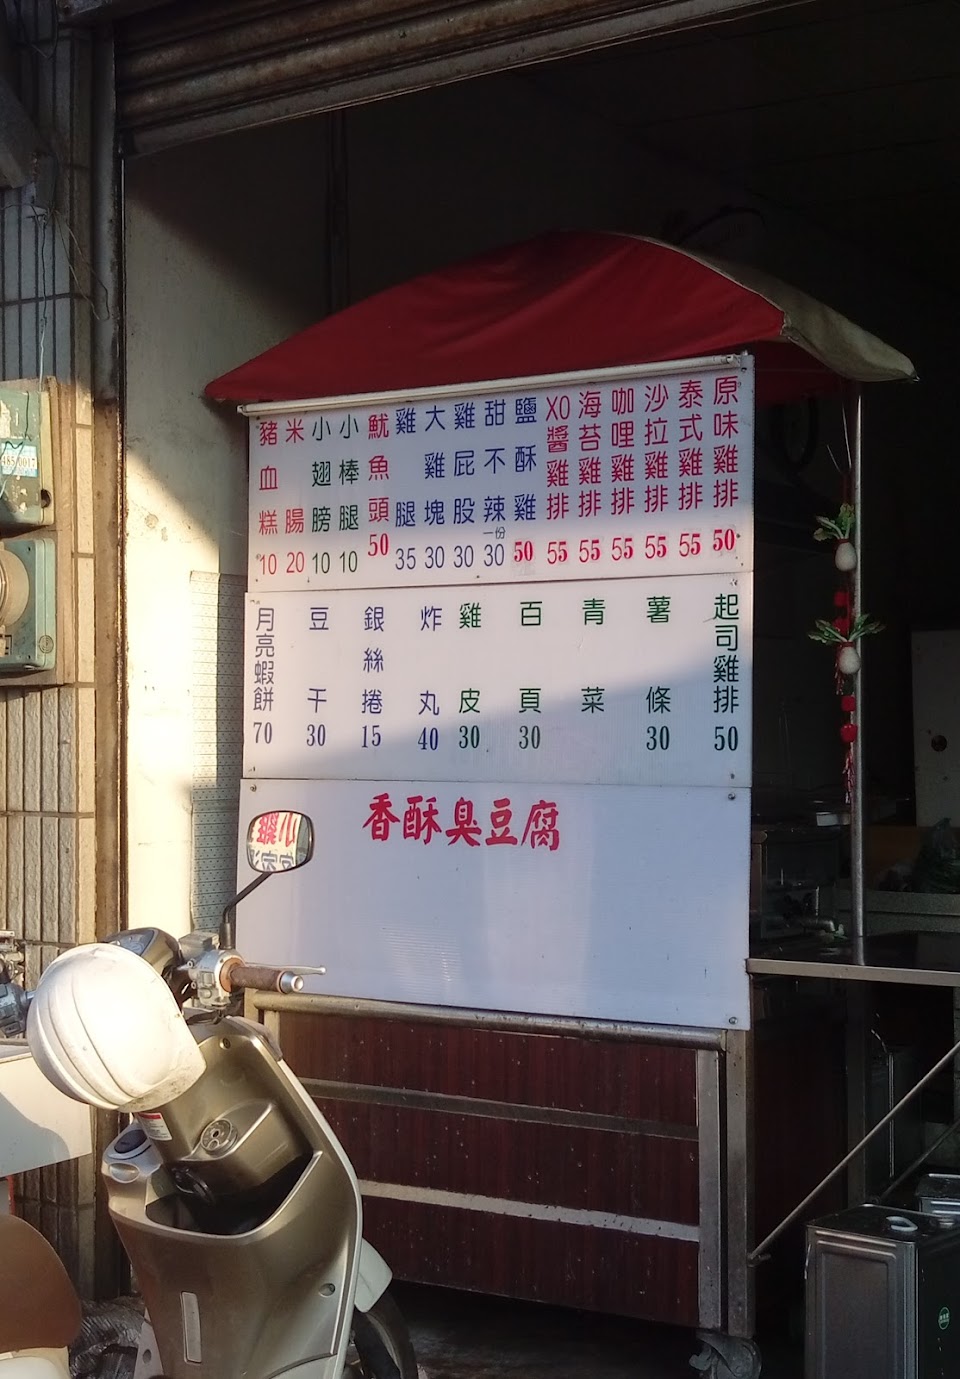 原味雞排 50
泰式雞排 55
沙拉雞排 55
咖哩雞排 55
海苔雞排 55
XO醬雞排 55
鹽酥雞 50
甜不辣 一份 30
雞屁股 30
大雞塊 30
雞腿 35
魷魚頭 50
小棒腿 10
小翅膀 10
米腸 20
豬血糕 10
起司雞排 50
薯條 30
青菜
百頁 30
雞皮 30
炸丸 40
銀絲捲 15
豆干 30
月亮蝦餅 70
香酥臭豆腐